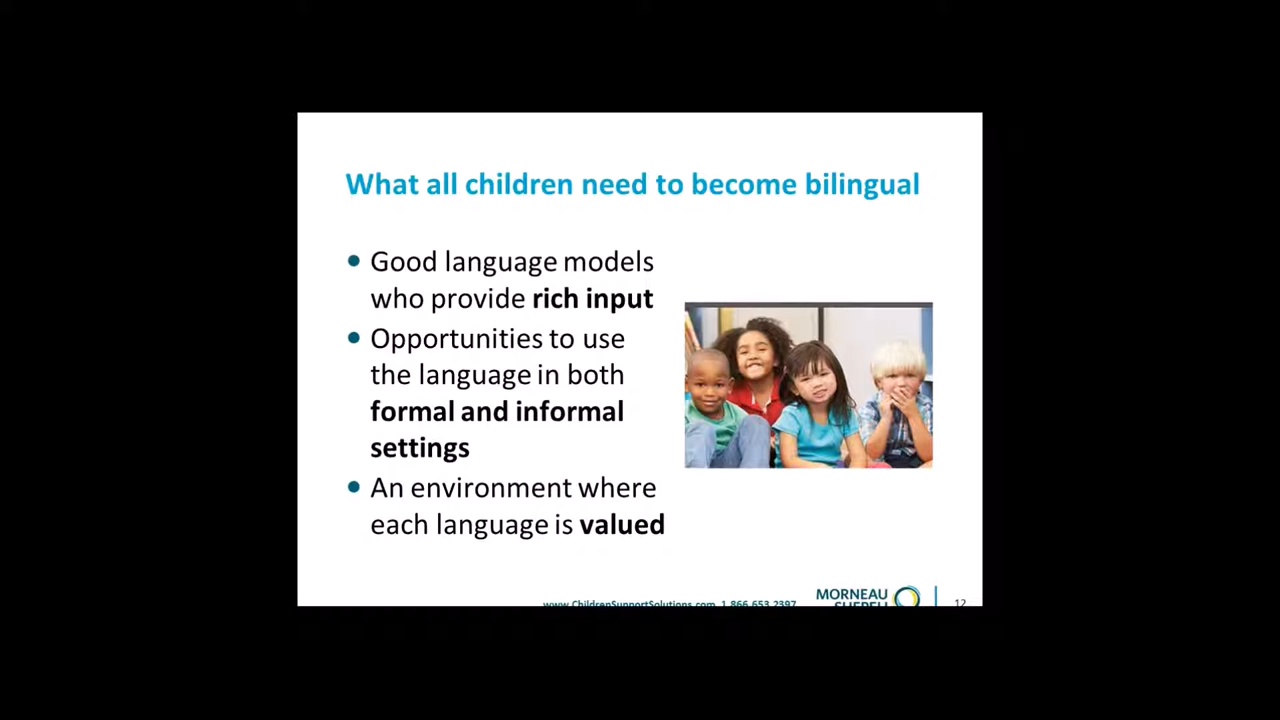 What all children need to become bilingual
• Good language models
who provide rich input
• Opportunities to use
the language in both
formal and informal
settings
• An environment where
each language is valued
www.ChildrenSupportSolutions.com 1.866.653.2397
MORNEAU
SHEPELL
12